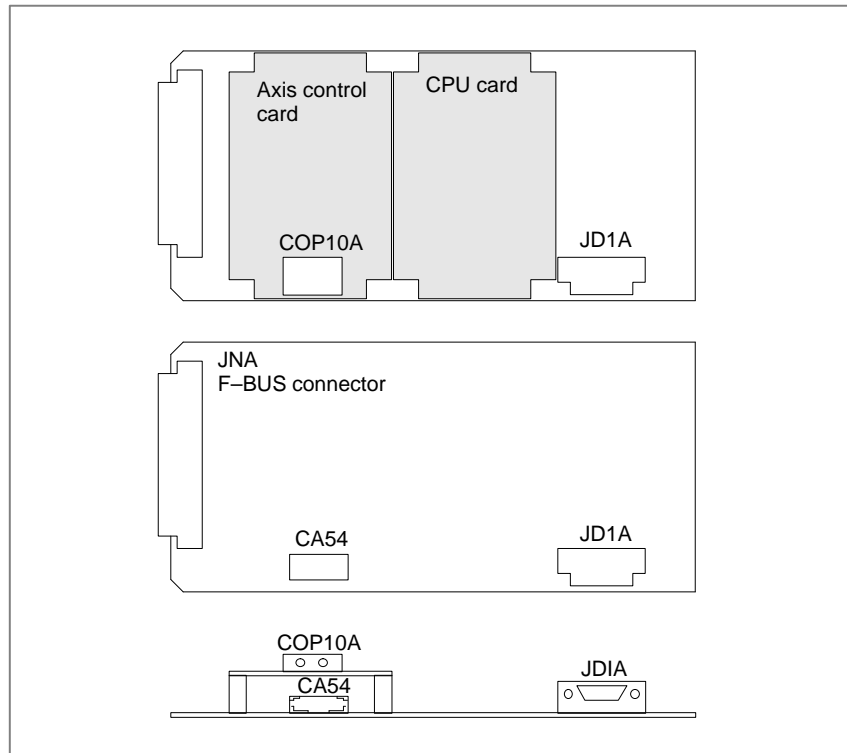 Axis control
card
CPU card
COP10A
JD1A
JNA
F–BUS connector
CA54
JD1A
COP10A
CA54
JDIA